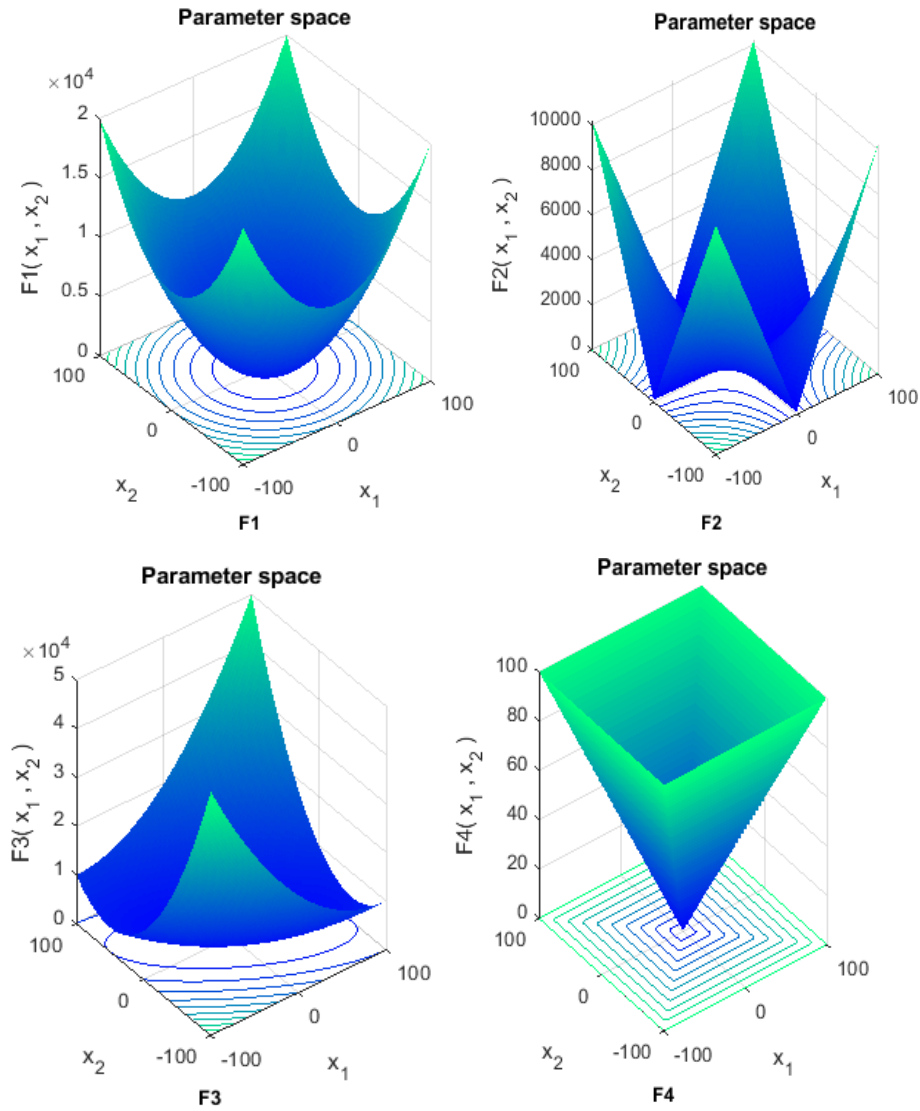 Parameter space
×10⁴
2
1.5
1
0.5
0
F1( x₁ , x₂ )
100
0
-100
x₂
-100
0
100
x₁
F1
Parameter space
10000
8000
6000
4000
2000
0
F2( x₁ , x₂ )
100
0
-100
x₂
-100
0
100
x₁
F2
Parameter space
×10⁴
5
4
3
2
1
0
F3( x₁ , x₂ )
100
0
-100
x₂
-100
0
100
x₁
F3
Parameter space
100
80
60
40
20
0
F4( x₁ , x₂ )
100
0
-100
x₂
-100
0
100
x₁
F4